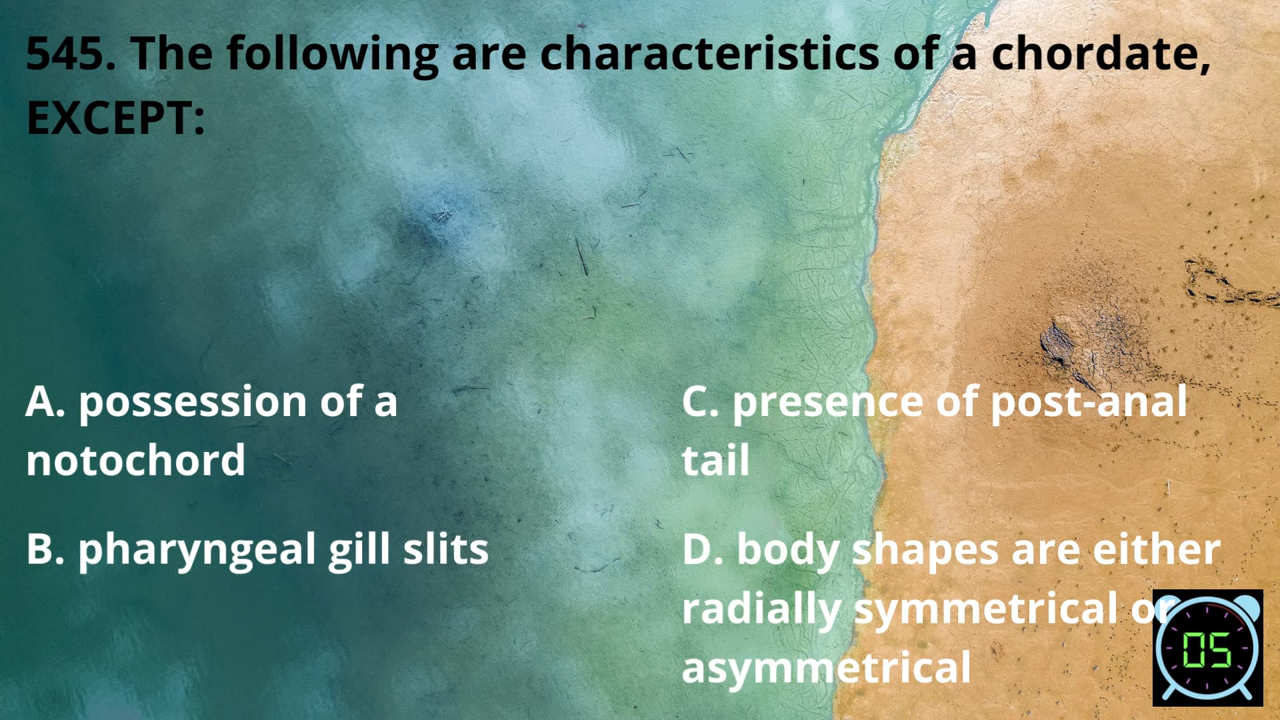 545. The following are characteristics of a chordate,
EXCEPT:
A. possession of a
notochord
B. pharyngeal gill slits
C. presence of post-anal
tail
D. body shapes are either
radially symmetrical or
asymmetrical
05